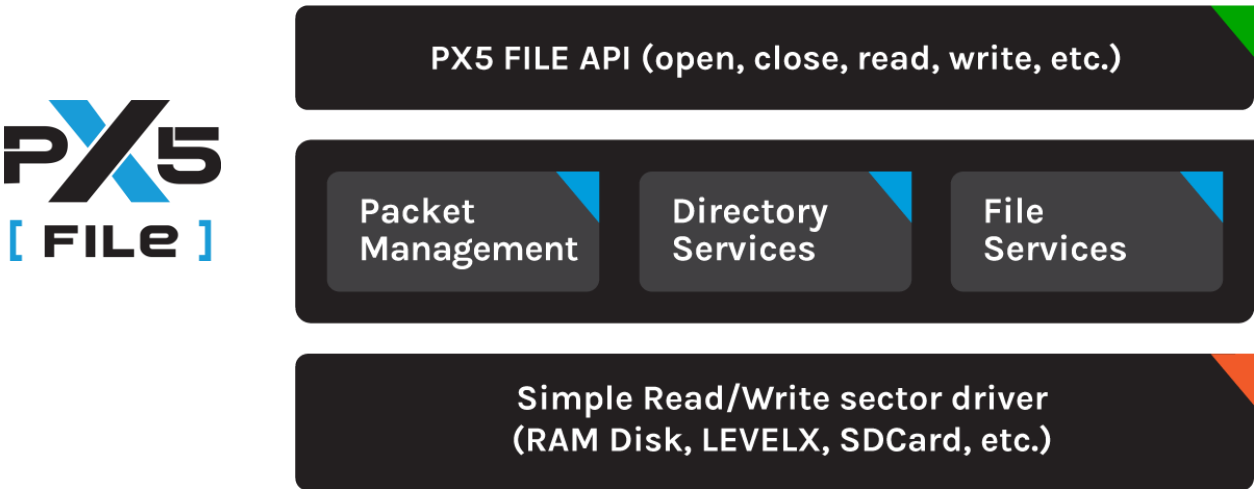 PX5
[ FILE ]
PX5 FILE API (open, close, read, write, etc.)
Packet
Management
Directory
Services
File
Services
Simple Read/Write sector driver
(RAM Disk, LEVELX, SDCard, etc.)